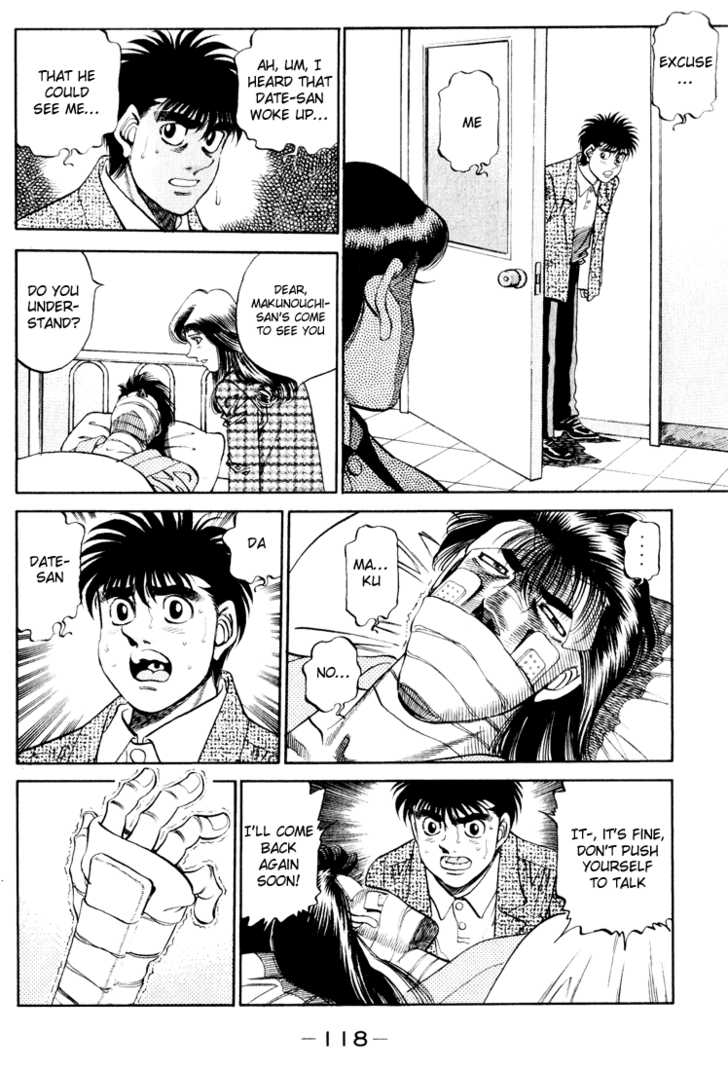 EXCUSE
...
ME
AH, UM, I
HEARD THAT
DATE-SAN
WOKE UP...
THAT HE
COULD
SEE ME...
DEAR,
MAKUNOUCHI-
SAN'S COME
TO SEE YOU
DO YOU
UNDER-
STAND?
....
MA...
KU
NO...
DA
DATE-
SAN
IT-, IT'S FINE,
DON'T PUSH
YOURSELF
TO TALK
I'LL COME
BACK
AGAIN
SOON!
-118-